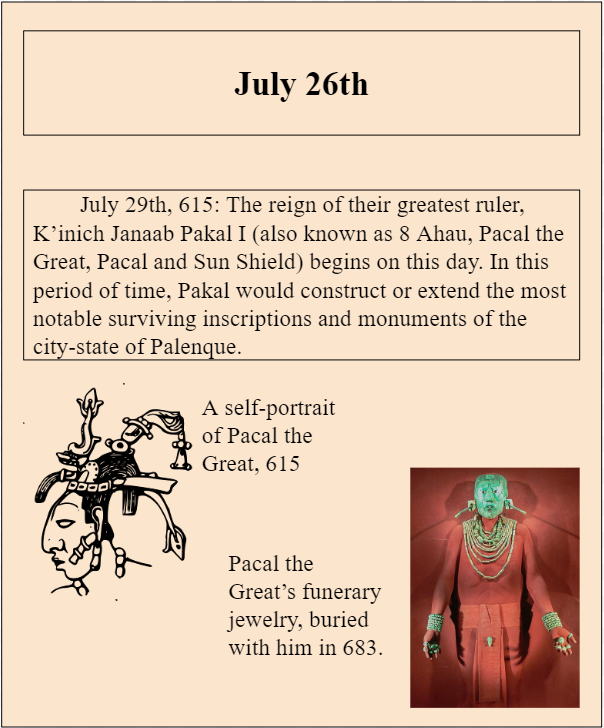 July 26th
July 29th, 615: The reign of their greatest ruler,
K’inich Janaab Pakal I (also known as 8 Ahau, Pacal the
Great, Pacal and Sun Shield) begins on this day. In this
period of time, Pakal would construct or extend the most
notable surviving inscriptions and monuments of the
city-state of Palenque.
A self-portrait
of Pacal the
Great, 615
Pacal the
Great’s funerary
jewelry, buried
with him in 683.